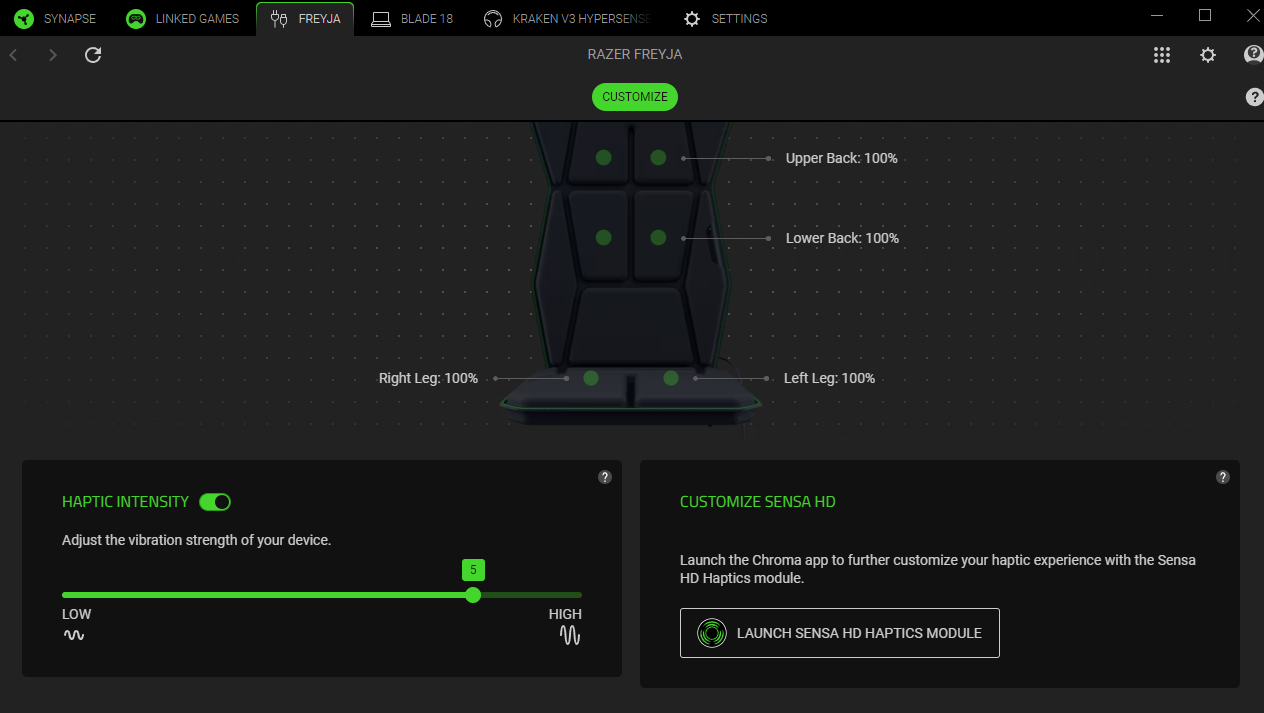 SYNAPSE
LINKED GAMES
FREYJA
BLADE 18
KRAKEN V3 HYPERSENSE
SETTINGS
RAZER FREYJA
CUSTOMIZE
Upper Back: 100%
Lower Back: 100%
Right Leg: 100%
Left Leg: 100%
HAPTIC INTENSITY
Adjust the vibration strength of your device.
5
LOW
HIGH
CUSTOMIZE SENSA HD
Launch the Chroma app to further customize your haptic experience with the Sensa
HD Haptics module.
LAUNCH SENSA HD HAPTICS MODULE